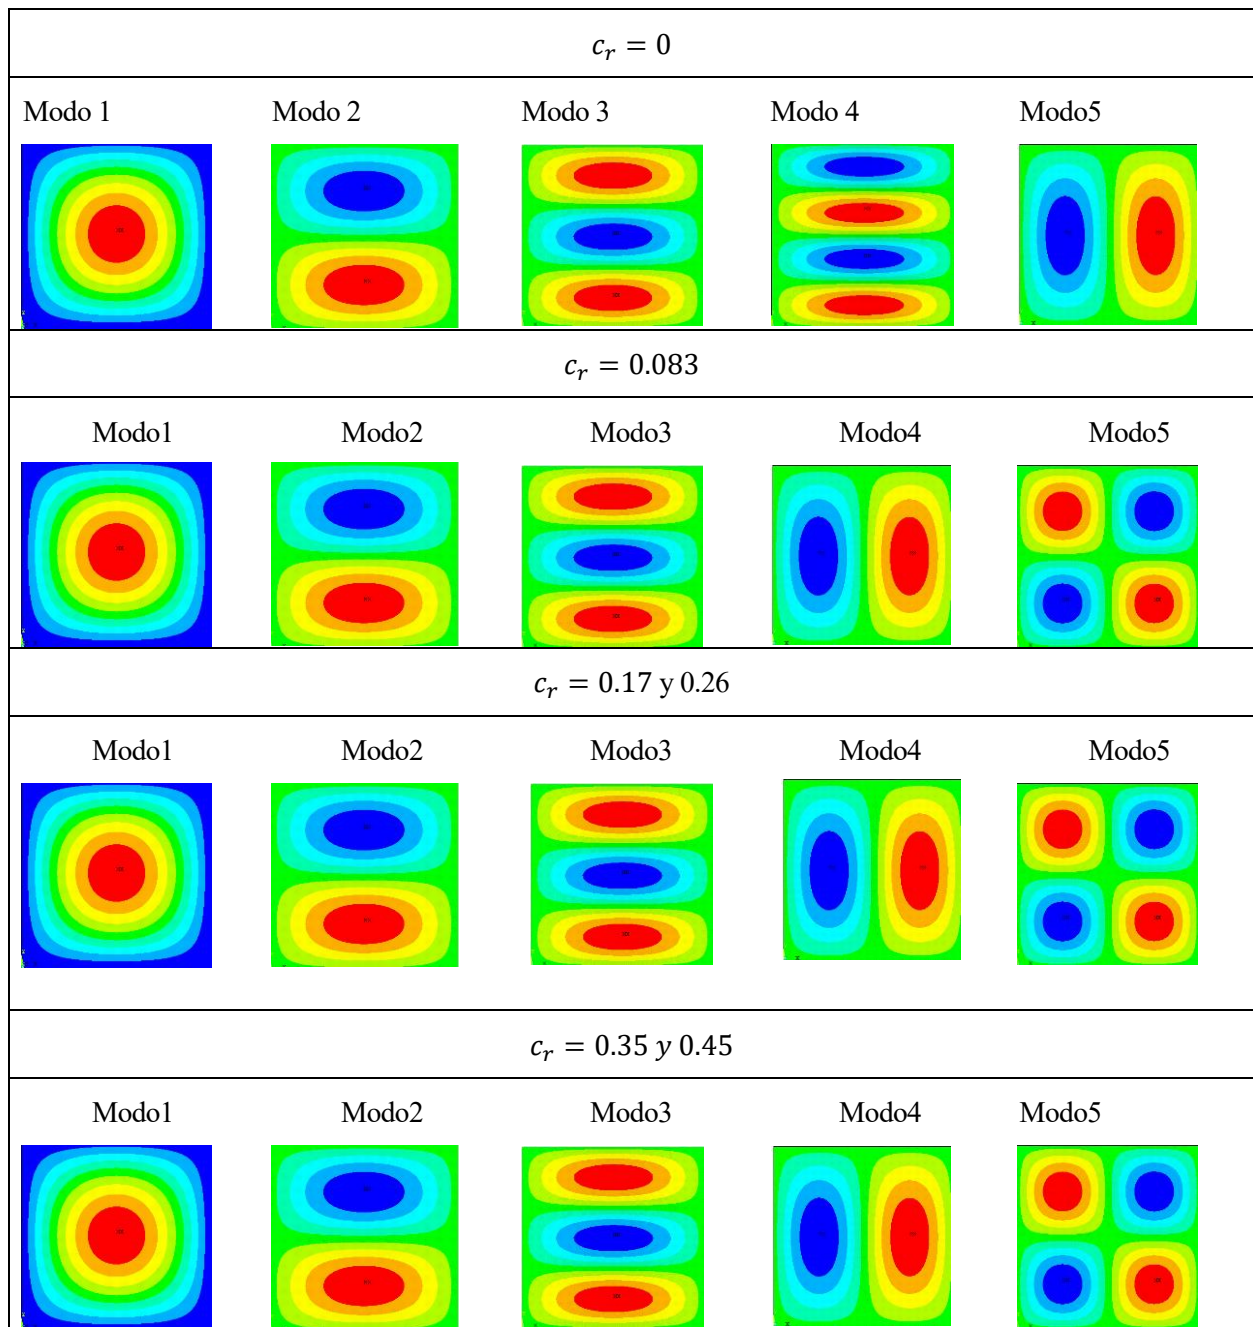 c_r = 0
Modo 1 Modo 2 Modo 3 Modo 4 Modo5
c_r = 0.083
Modo1 Modo2 Modo3 Modo4 Modo5
c_r = 0.17 y 0.26
Modo1 Modo2 Modo3 Modo4 Modo5
c_r = 0.35 y 0.45
Modo1 Modo2 Modo3 Modo4 Modo5